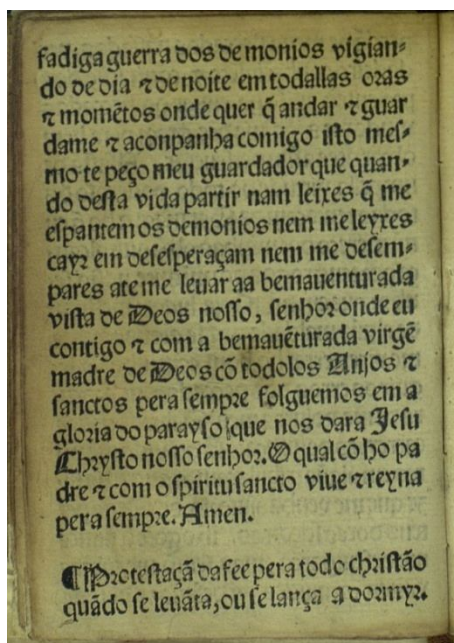 fadiga guerra dos de monios vigian⸗
do de dia ⁊ de noite em todallas oras
⁊ momẽtos onde quer q̃ andar ⁊ guar
dame ⁊ aconpanha comigo isto mes⸗
mo te peço meu guardador que quan⸗
do desta vida partir nam leixes q̃ me
espantem os demonios nem me leyxes
cayr em desesperaçam nem me desem⸗
pares ate me leuar aa bemauenturada
vista de Deos nosso, senhor onde eu
contigo ⁊ com a bemauẽturada virgẽ
madre de Deos cõ todolos Anjos ⁊
sanctos pera sempre folguemos em a
gloria do parayso que nos dara Jesu
Chrysto nosso senhor. O qual cõ ho pa
dre ⁊ com o spiritu sancto viue ⁊ reyna
pera sempre. Amen.
¶ Protestaçã da fee pera todo christão
quãdo se leuãta, ou se lança a dormyr.